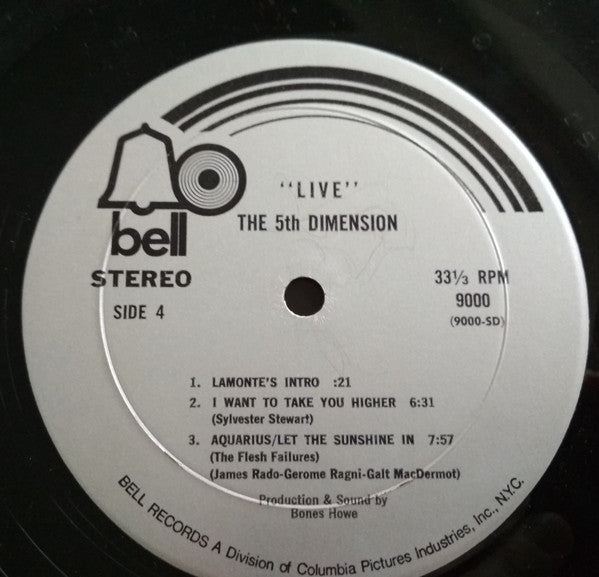 bell
"LIVE"
THE 5th DIMENSION
STEREO
SIDE 4
33⅓ RPM
9000
(9000-SD)
1. LAMONTE'S INTRO :21
2. I WANT TO TAKE YOU HIGHER 6:31
(Sylvester Stewart)
3. AQUARIUS/LET THE SUNSHINE IN 7:57
(The Flesh Failures)
(James Rado-Gerome Ragni-Galt MacDermot)
Production & Sound by
Bones Howe
BELL RECORDS A Division of Columbia Pictures Industries, Inc., N.Y.C.